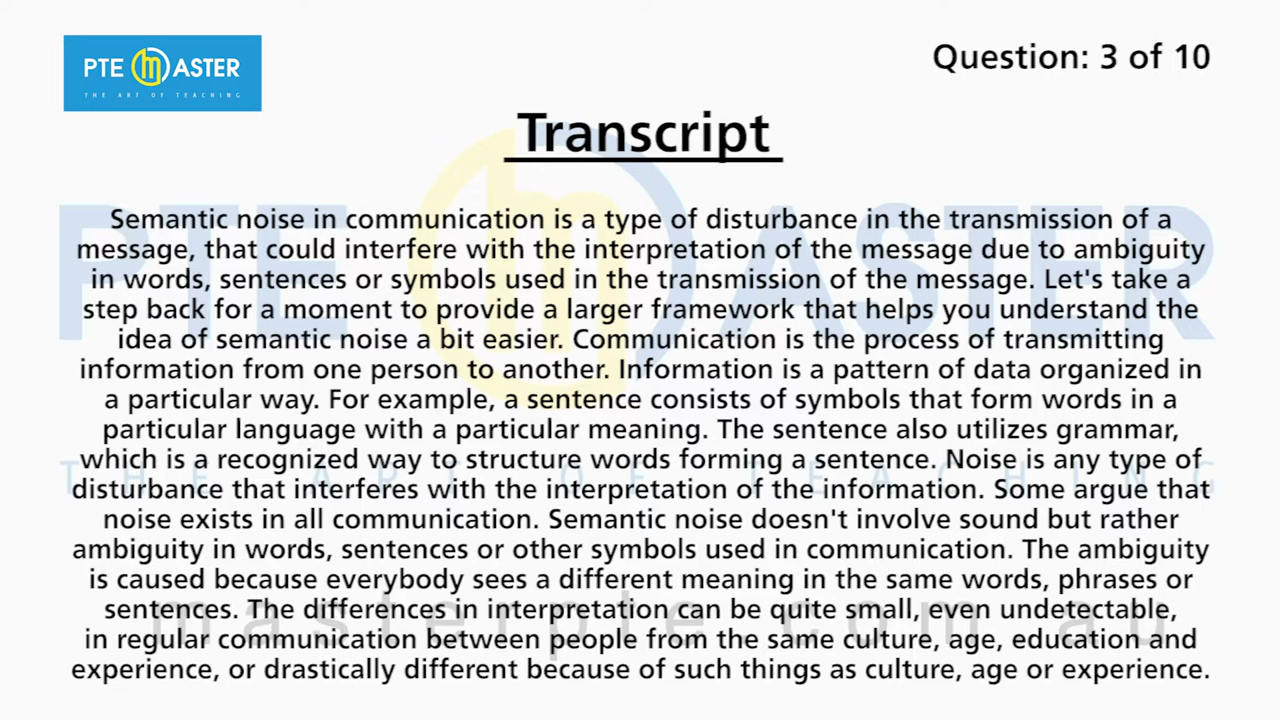 PTE MASTER
THE ART OF TEACHING
Question: 3 of 10
Transcript
Semantic noise in communication is a type of disturbance in the transmission of a
message, that could interfere with the interpretation of the message due to ambiguity
in words, sentences or symbols used in the transmission of the message. Let's take a
step back for a moment to provide a larger framework that helps you understand the
idea of semantic noise a bit easier. Communication is the process of transmitting
information from one person to another. Information is a pattern of data organized in
a particular way. For example, a sentence consists of symbols that form words in a
particular language with a particular meaning. The sentence also utilizes grammar,
which is a recognized way to structure words forming a sentence. Noise is any type of
disturbance that interferes with the interpretation of the information. Some argue that
noise exists in all communication. Semantic noise doesn't involve sound but rather
ambiguity in words, sentences or other symbols used in communication. The ambiguity
is caused because everybody sees a different meaning in the same words, phrases or
sentences. The differences in interpretation can be quite small, even undetectable,
in regular communication between people from the same culture, age, education and
experience, or drastically different because of such things as culture, age or experience.
PTE MASTER
THE ART OF TEACHING